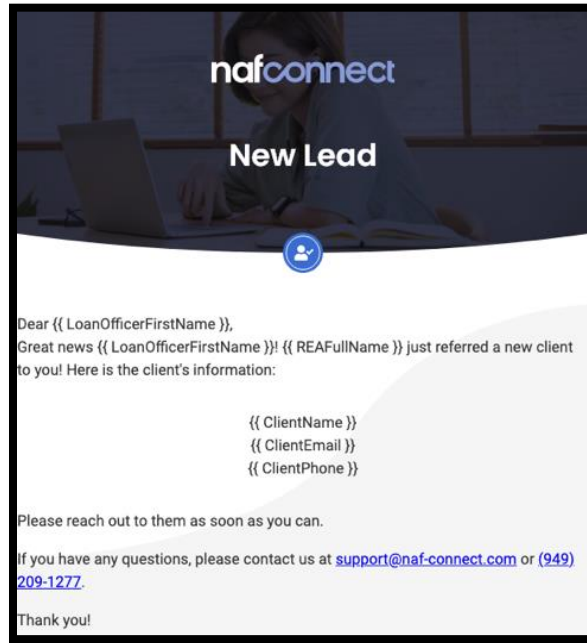 nafconnect
New Lead
Dear {{ LoanOfficerFirstName }},
Great news {{ LoanOfficerFirstName }}! {{ REAFullName }} just referred a new client
to you! Here is the client's information:
{{ ClientName }}
{{ ClientEmail }}
{{ ClientPhone }}
Please reach out to them as soon as you can.
If you have any questions, please contact us at support@naf-connect.com or (949)
209-1277.
Thank you!